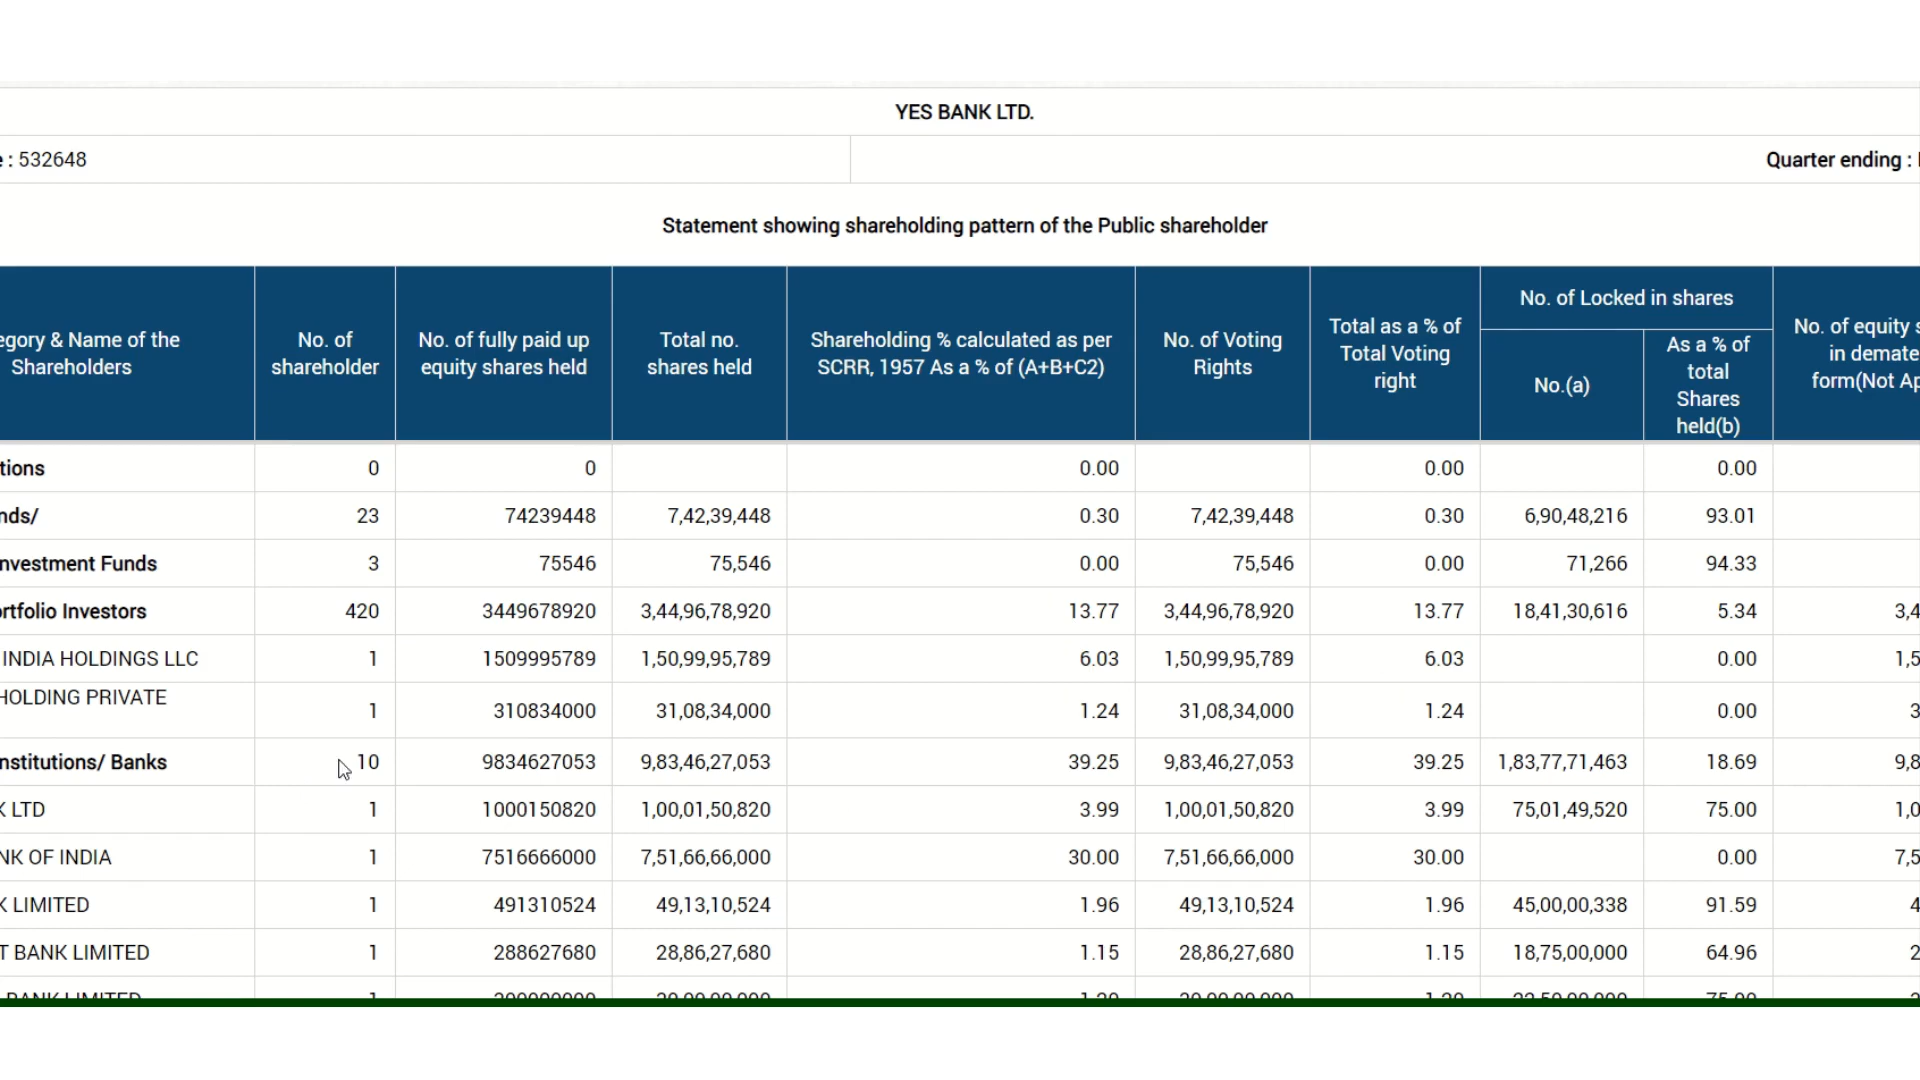 YES BANK LTD.
: 532648
Quarter ending :
Statement showing shareholding pattern of the Public shareholder
egory & Name of the
Shareholders
No. of
shareholder
No. of fully paid up
equity shares held
Total no.
shares held
Shareholding % calculated as per
SCRR, 1957 As a % of (A+B+C2)
No. of Voting
Rights
Total as a % of
Total Voting
right
No. of Locked in shares
No.(a)
As a % of
total
Shares
held(b)
No. of equity s
in demate
form(Not Ap
tions 0 0 0.00 0.00 0.00
nds/ 23 74239448 7,42,39,448 0.30 7,42,39,448 0.30 6,90,48,216 93.01
nvestment Funds 3 75546 75,546 0.00 75,546 0.00 71,266 94.33
ortfolio Investors 420 3449678920 3,44,96,78,920 13.77 3,44,96,78,920 13.77 18,41,30,616 5.34 3,4
INDIA HOLDINGS LLC 1 1509995789 1,50,99,95,789 6.03 1,50,99,95,789 6.03 0.00 1,5
HOLDING PRIVATE 1 310834000 31,08,34,000 1.24 31,08,34,000 1.24 0.00 3
nstitutions/ Banks 10 9834627053 9,83,46,27,053 39.25 9,83,46,27,053 39.25 1,83,77,71,463 18.69 9,8
K LTD 1 1000150820 1,00,01,50,820 3.99 1,00,01,50,820 3.99 75,01,49,520 75.00 1,0
NK OF INDIA 1 7516666000 7,51,66,66,000 30.00 7,51,66,66,000 30.00 0.00 7,5
K LIMITED 1 491310524 49,13,10,524 1.96 49,13,10,524 1.96 45,00,00,338 91.59 4
T BANK LIMITED 1 288627680 28,86,27,680 1.15 28,86,27,680 1.15 18,75,00,000 64.96 2
BANK LIMITED